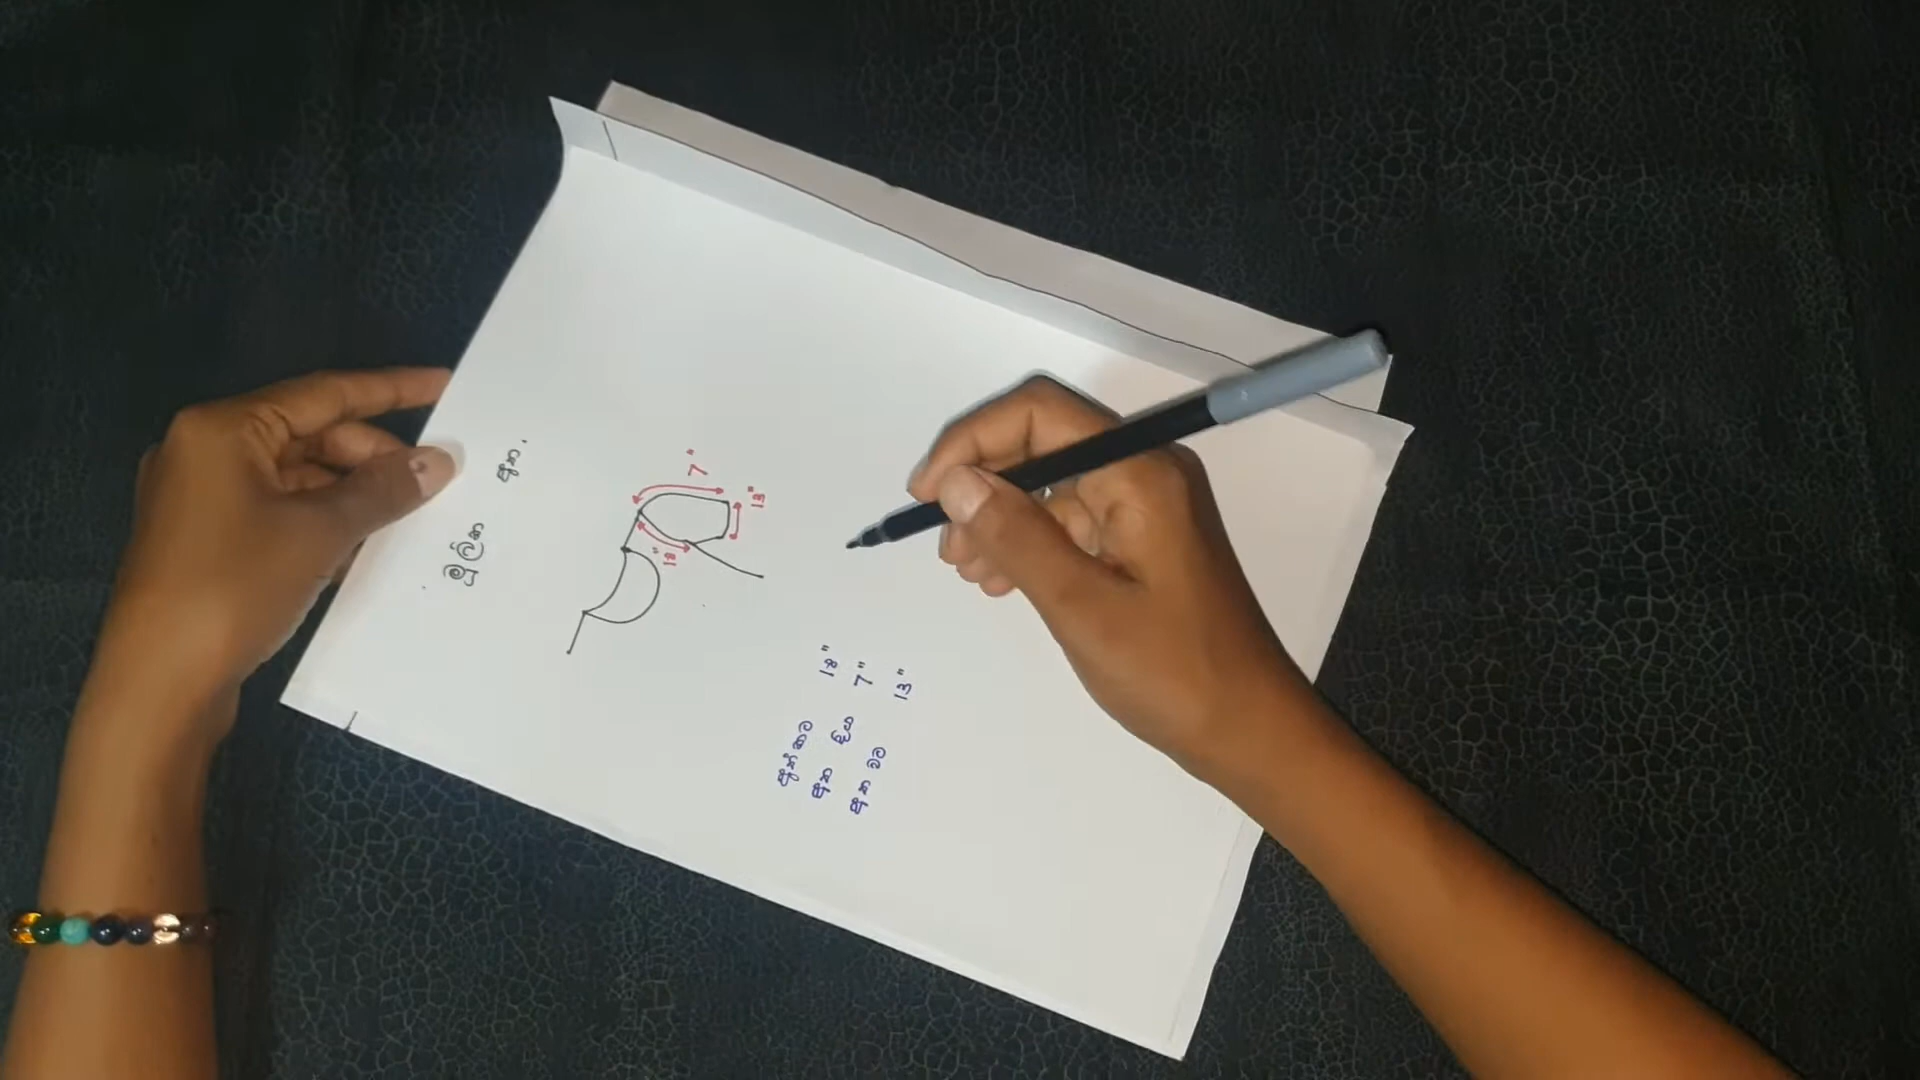 මූලික අත.
7"
18"
13"
අත්කට 18"
අත දිග 7"
අත වට 13"